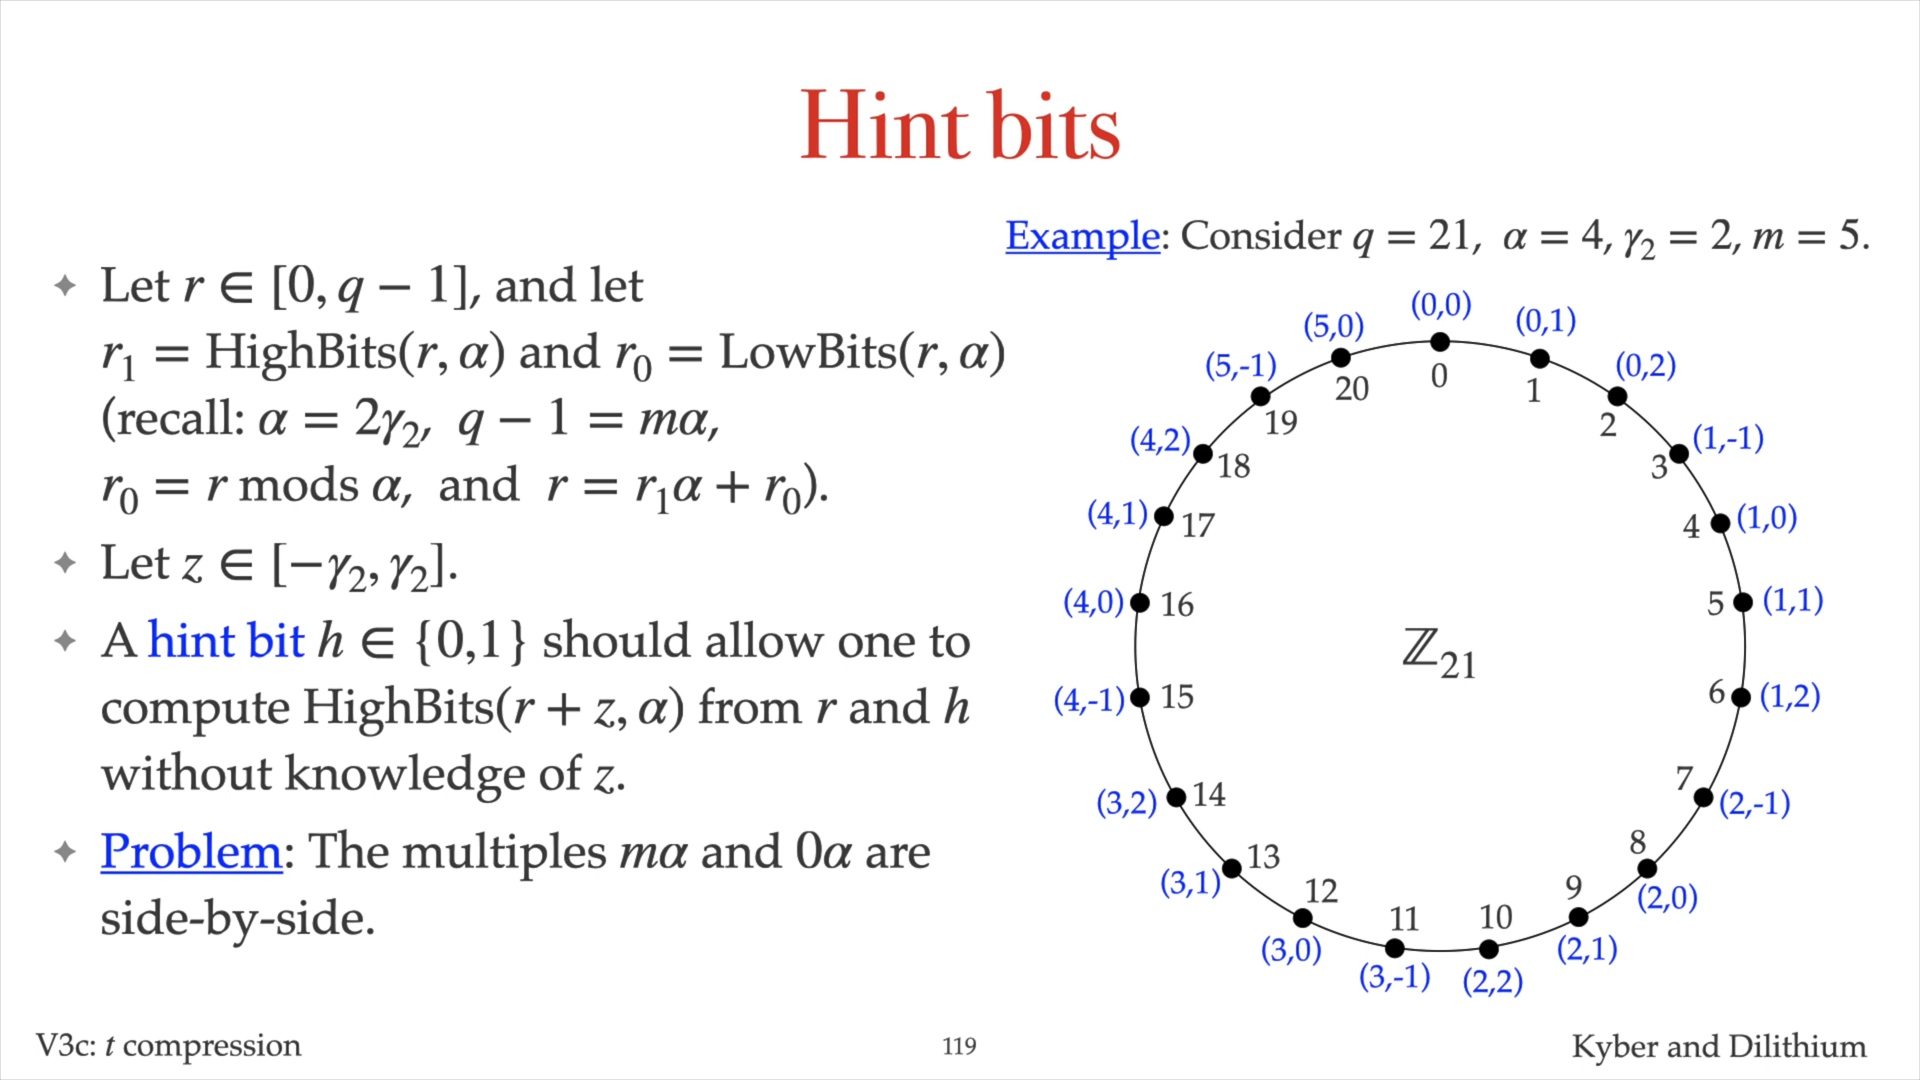 Hint bits
Example: Consider q = 21, α = 4, γ₂ = 2, m = 5.
✦ Let r ∈ [0, q − 1], and let
r₁ = HighBits(r, α) and r₀ = LowBits(r, α)
(recall: α = 2γ₂, q − 1 = mα,
r₀ = r mods α, and r = r₁α + r₀).
✦ Let z ∈ [−γ₂, γ₂].
✦ A hint bit h ∈ {0,1} should allow one to
compute HighBits(r + z, α) from r and h
without knowledge of z.
✦ Problem: The multiples mα and 0α are
side-by-side.
(0,0)
0
(0,1)
1
(0,2)
2
(1,-1)
3
(1,0)
4
(1,1)
5
(1,2)
6
(2,-1)
7
(2,0)
8
(2,1)
9
(2,2)
10
(3,-1)
11
(3,0)
12
(3,1)
13
(3,2)
14
(4,-1)
15
(4,0)
16
(4,1)
17
(4,2)
18
(5,-1)
19
(5,0)
20
ℤ₂₁
V3c: t compression
119
Kyber and Dilithium